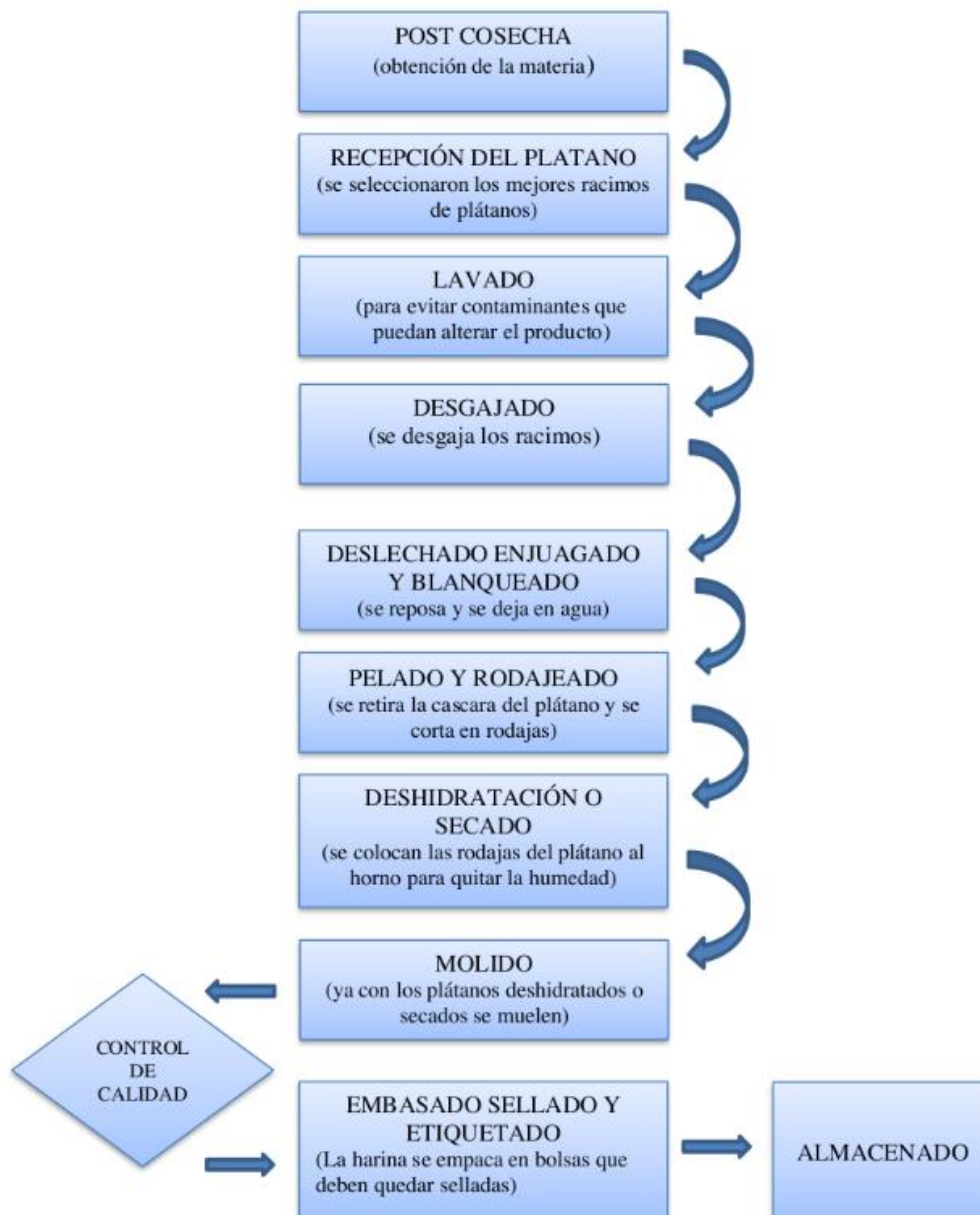 POST COSECHA
(obtención de la materia)
RECEPCIÓN DEL PLATANO
(se seleccionaron los mejores racimos
de plátanos)
LAVADO
(para evitar contaminantes que
puedan alterar el producto)
DESGAJADO
(se desgaja los racimos)
DESLECHADO ENJUAGADO
Y BLANQUEADO
(se reposa y se deja en agua)
PELADO Y RODAJEADO
(se retira la cascara del plátano y se
corta en rodajas)
DESHIDRATACIÓN O
SECADO
(se colocan las rodajas del plátano al
horno para quitar la humedad)
MOLIDO
(ya con los plátanos deshidratados o
secados se muelen)
CONTROL
DE
CALIDAD
EMBASADO SELLADO Y
ETIQUETADO
(La harina se empaca en bolsas que
deben quedar selladas)
ALMACENADO